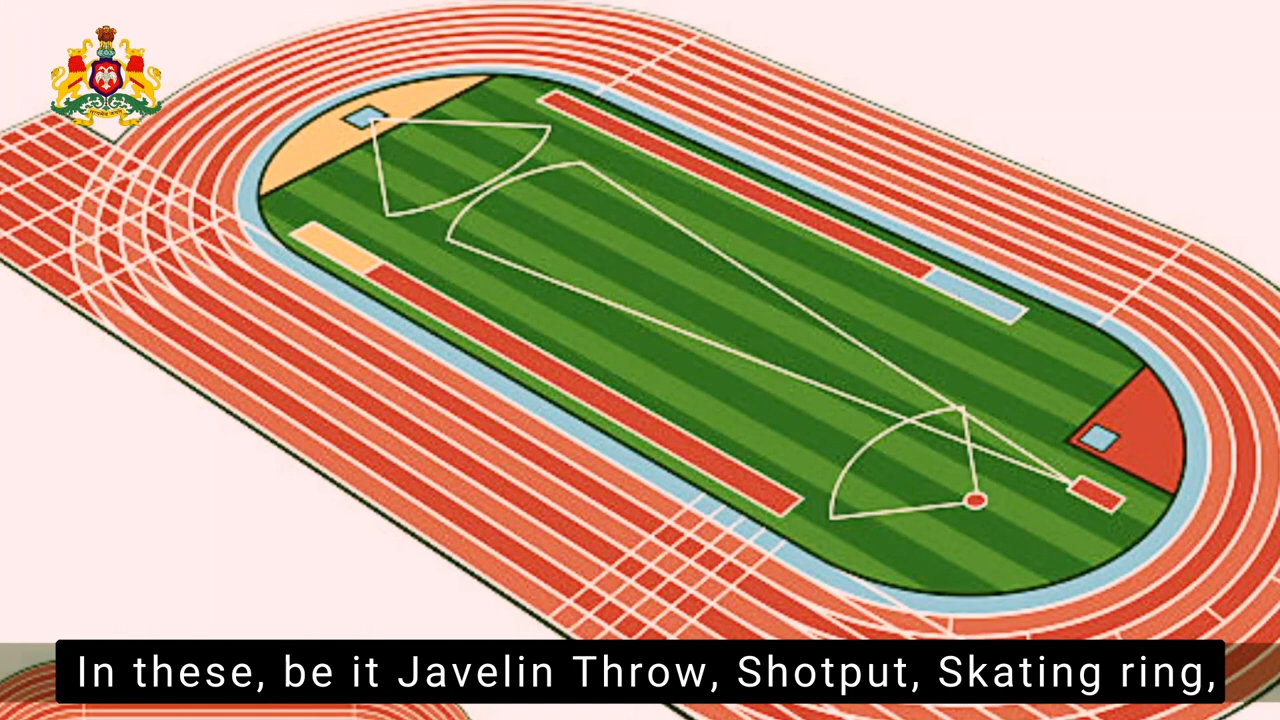 In these, be it Javelin Throw, Shotput, Skating ring,